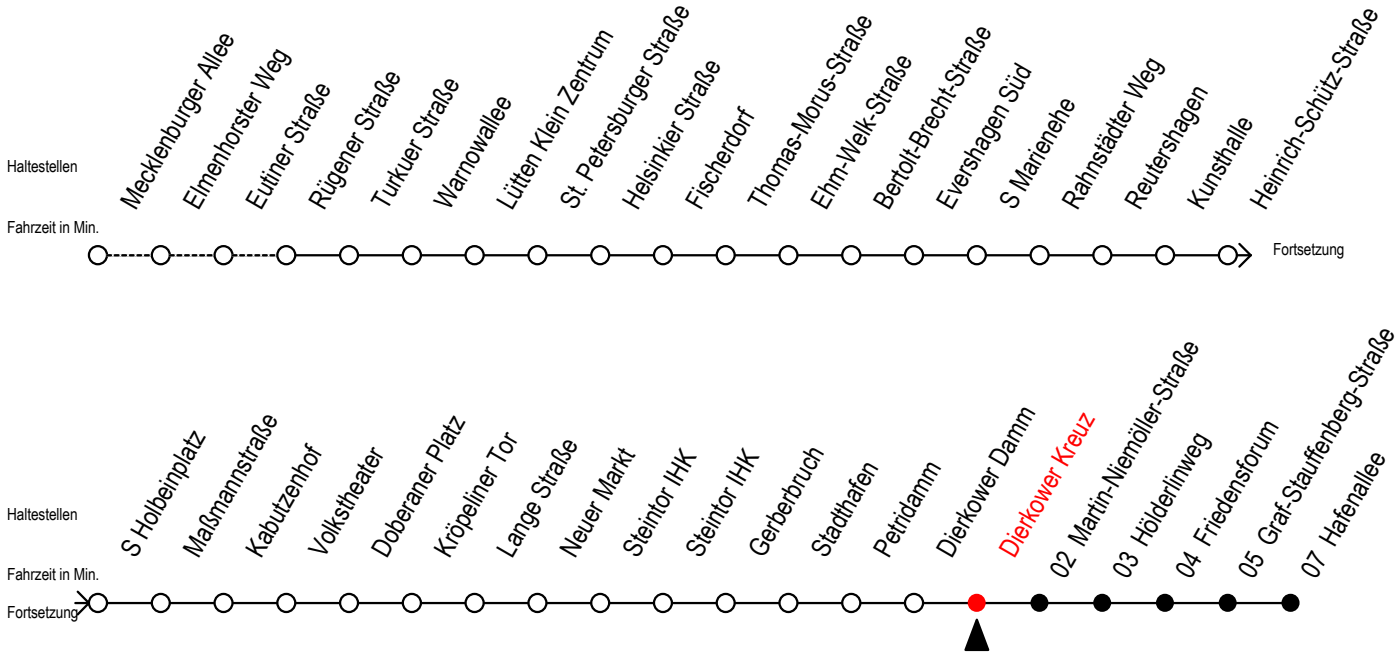 Haltestellen
Mecklenburger Allee
Elmenhorster Weg
Eutiner Straße
Rügener Straße
Turkuer Straße
Warnowallee
Lütten Klein Zentrum
St. Petersburger Straße
Helsinkier Straße
Fischerdorf
Thomas-Morus-Straße
Ehm-Welk-Straße
Bertolt-Brecht-Straße
Evershagen Süd
S Marienehe
Rahnstädter Weg
Reutershagen
Kunsthalle
Heinrich-Schütz-Straße
Fahrzeit in Min.
Fortsetzung
Haltestellen
S Holbeinplatz
Maßmannstraße
Kabutzenhof
Volkstheater
Doberaner Platz
Kröpeliner Tor
Lange Straße
Neuer Markt
Steintor IHK
Steintor IHK
Gerberbruch
Stadthafen
Petridamm
Dierkower Damm
Dierkower Kreuz
02 Martin-Niemöller-Straße
03 Hölderlinweg
04 Friedensforum
05 Graf-Stauffenberg-Straße
07 Hafenallee
Fahrzeit in Min.
Fortsetzung